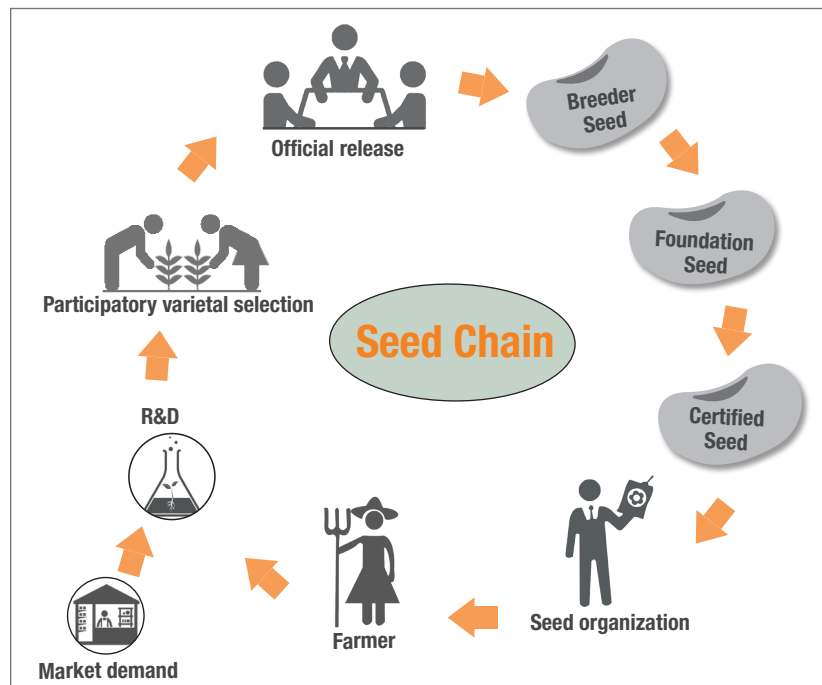 Official release
Breeder
Seed
Foundation
Seed
Participatory varietal selection
Seed Chain
Certified
Seed
R&D
Seed organization
Farmer
Market demand